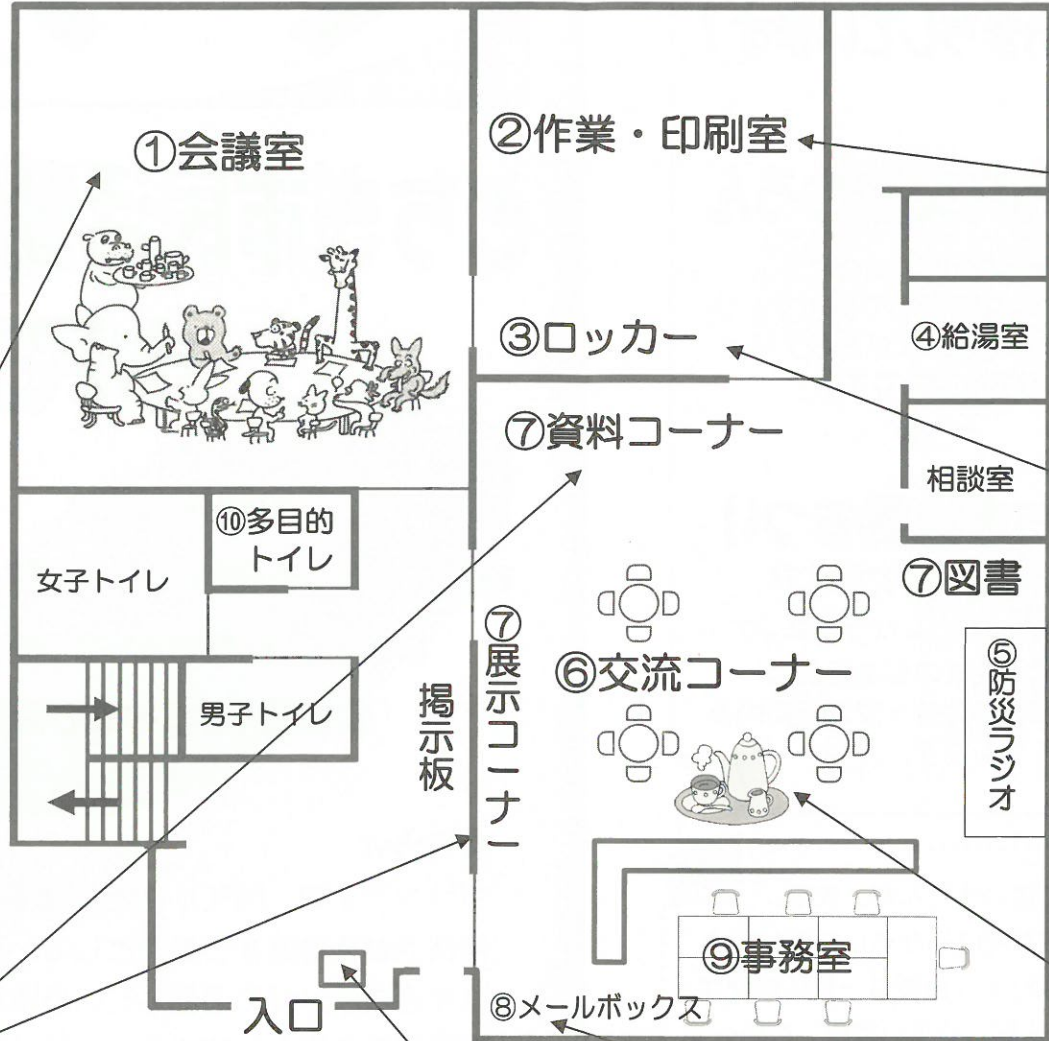 ①会議室
②作業・印刷室
③ロッカー
④給湯室
⑦資料コーナー
相談室
⑩多目的
トイレ
女子トイレ
⑦図書
⑦展示コーナー
掲示板
⑥交流コーナー
⑤防災ラジオ
男子トイレ
⑨事務室
⑧メールボックス
入口